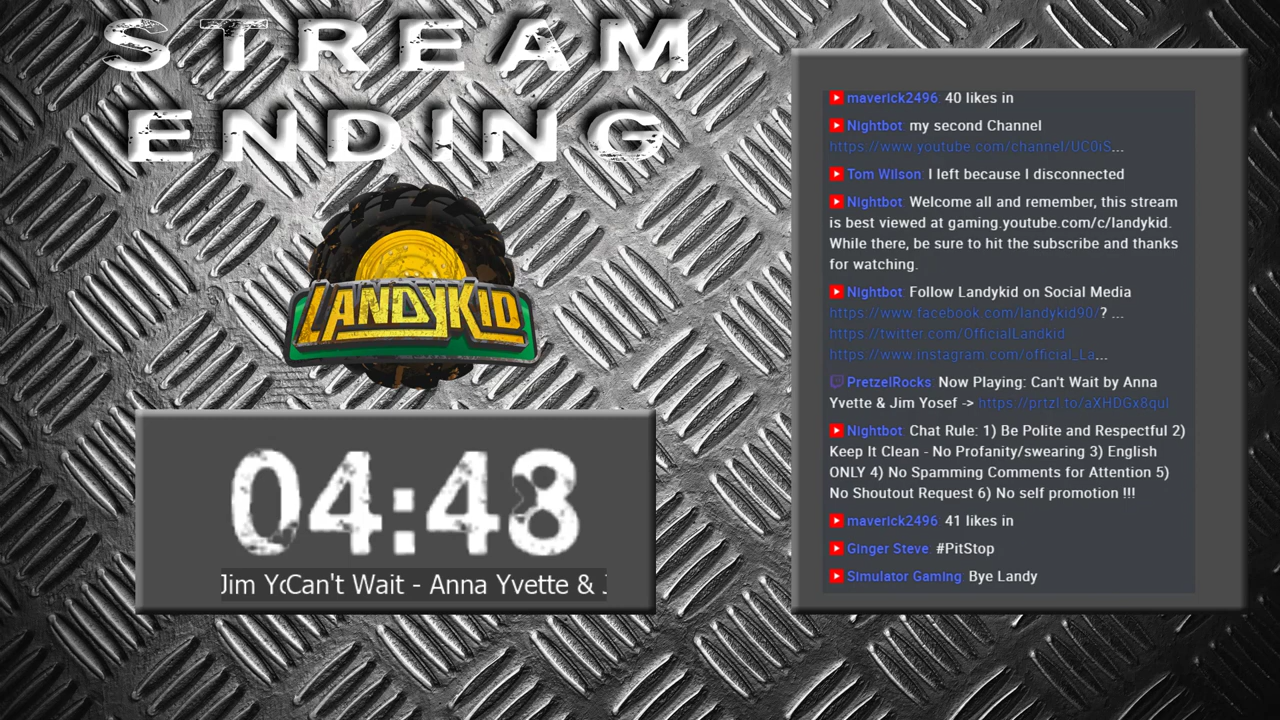 STREAM
ENDING
LANDYKID
04:48
Jim Yo Can't Wait - Anna Yvette & J
maverick2496 40 likes in
Nightbot: my second Channel
https://www.youtube.com/channel/UC0iS...
Tom Wilson: I left because I disconnected
Nightbot: Welcome all and remember, this stream
is best viewed at gaming.youtube.com/c/landykid.
While there, be sure to hit the subscribe and thanks
for watching.
Nightbot: Follow Landykid on Social Media
https://www.facebook.com/landykid90/? ...
https://twitter.com/OfficialLandkid
https://www.instagram.com/official_La...
PretzelRocks: Now Playing: Can't Wait by Anna
Yvette & Jim Yosef -> https://prtzl.to/aXHDGx8qul
Nightbot: Chat Rule: 1) Be Polite and Respectful 2)
Keep It Clean - No Profanity/swearing 3) English
ONLY 4) No Spamming Comments for Attention 5)
No Shoutout Request 6) No self promotion !!!
maverick2496 41 likes in
Ginger Steve: #PitStop
Simulator Gaming: Bye Landy